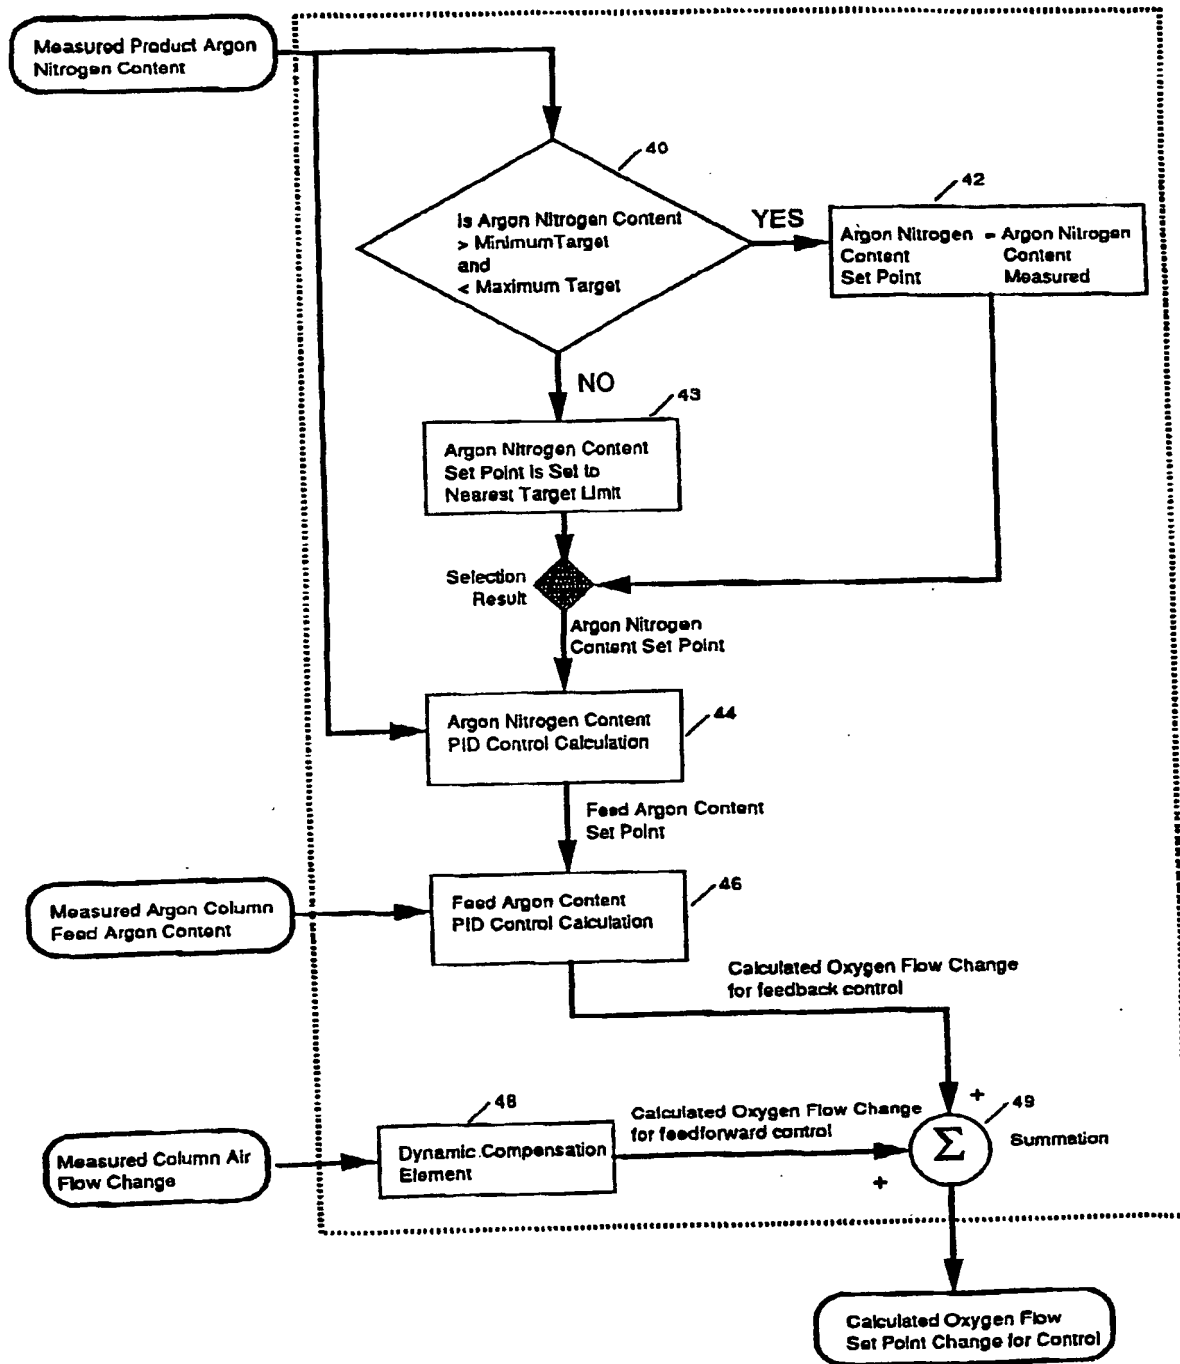 Measured Product Argon
Nitrogen Content
40
Is Argon Nitrogen Content
> Minimum Target
and
< Maximum Target
YES
42
Argon Nitrogen = Argon Nitrogen
Content Content
Set Point Measured
NO
43
Argon Nitrogen Content
Set Point is Set to
Nearest Target Limit
Selection
Result
Argon Nitrogen
Content Set Point
Argon Nitrogen Content
PID Control Calculation
44
Feed Argon Content
Set Point
Measured Argon Column
Feed Argon Content
Feed Argon Content
PID Control Calculation
46
Calculated Oxygen Flow Change
for feedback control
Measured Column Air
Flow Change
48
Dynamic Compensation
Element
Calculated Oxygen Flow Change
for feedforward control
+
+
49
Σ
Summation
Calculated Oxygen Flow
Set Point Change for Control